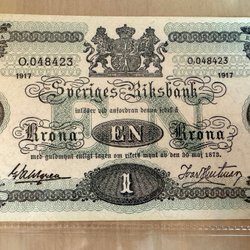 O.048423 O.048423
1917 1917
Sveriges Riksbank
inlöser vid anfordran denna sedel å
Krona EN Krona
med guldmynt enligt lagen om rikets mynt af den 30 maj 1873.
1